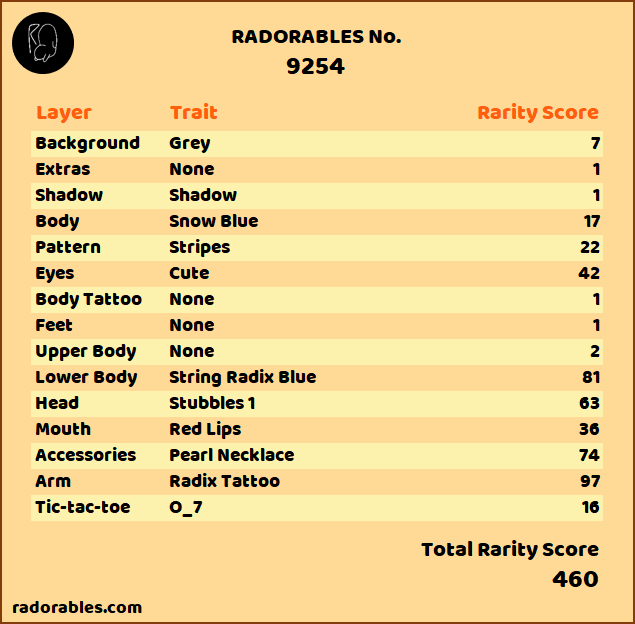 RADORABLES No.
9254
Layer Trait Rarity Score
Background Grey 7
Extras None 1
Shadow Shadow 1
Body Snow Blue 17
Pattern Stripes 22
Eyes Cute 42
Body Tattoo None 1
Feet None 1
Upper Body None 2
Lower Body String Radix Blue 81
Head Stubbles 1 63
Mouth Red Lips 36
Accessories Pearl Necklace 74
Arm Radix Tattoo 97
Tic-tac-toe O_7 16
Total Rarity Score
460
radorables.com